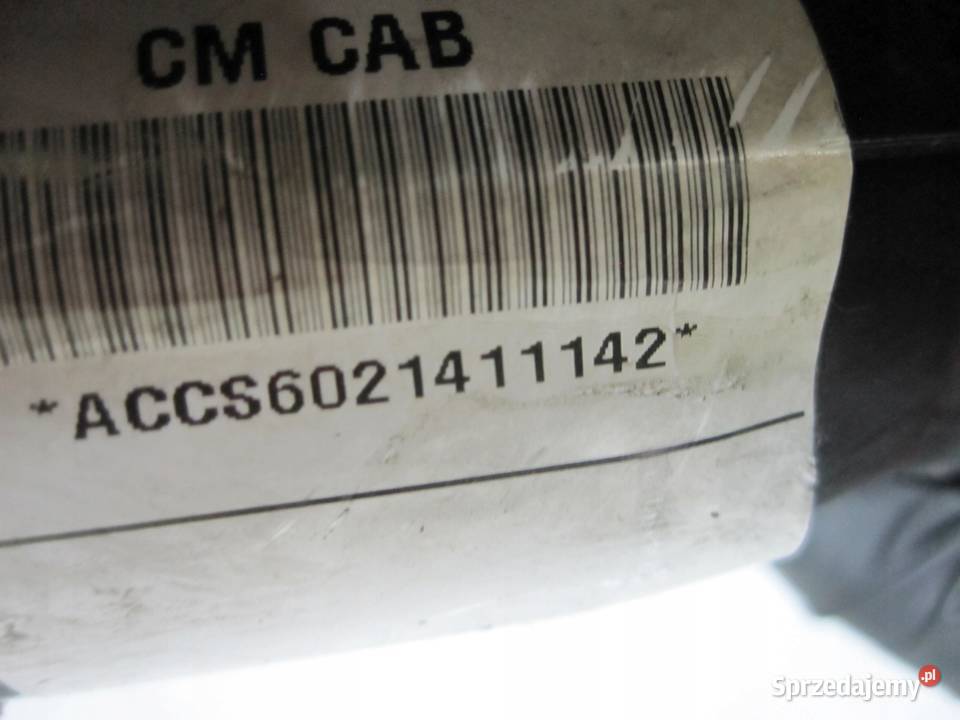 CM CAB
*ACCS6021411142*
Sprzedajemy.pl